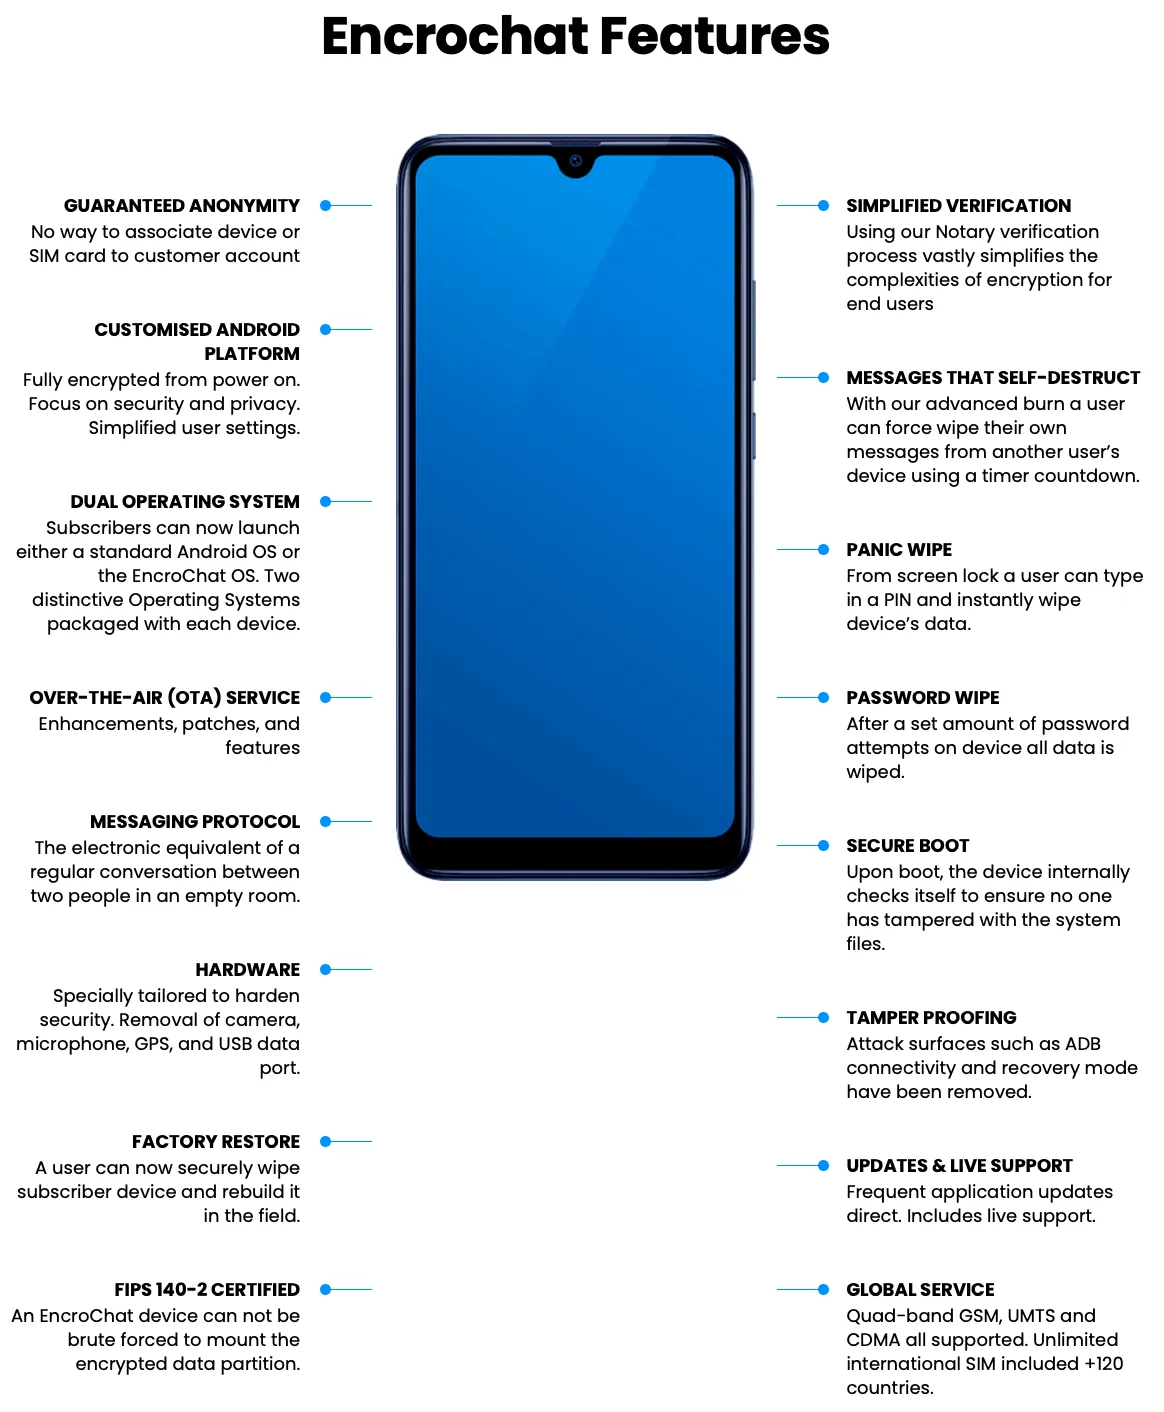 Encrochat Features
GUARANTEED ANONYMITY
No way to associate device or
SIM card to customer account
CUSTOMISED ANDROID
PLATFORM
Fully encrypted from power on.
Focus on security and privacy.
Simplified user settings.
DUAL OPERATING SYSTEM
Subscribers can now launch
either a standard Android OS or
the EncroChat OS. Two
distinctive Operating Systems
packaged with each device.
OVER-THE-AIR (OTA) SERVICE
Enhancements, patches, and
features
MESSAGING PROTOCOL
The electronic equivalent of a
regular conversation between
two people in an empty room.
HARDWARE
Specially tailored to harden
security. Removal of camera,
microphone, GPS, and USB data
port.
FACTORY RESTORE
A user can now securely wipe
subscriber device and rebuild it
in the field.
FIPS 140-2 CERTIFIED
An EncroChat device can not be
brute forced to mount the
encrypted data partition.
SIMPLIFIED VERIFICATION
Using our Notary verification
process vastly simplifies the
complexities of encryption for
end users
MESSAGES THAT SELF-DESTRUCT
With our advanced burn a user
can force wipe their own
messages from another user's
device using a timer countdown.
PANIC WIPE
From screen lock a user can type
in a PIN and instantly wipe
device's data.
PASSWORD WIPE
After a set amount of password
attempts on device all data is
wiped.
SECURE BOOT
Upon boot, the device internally
checks itself to ensure no one
has tampered with the system
files.
TAMPER PROOFING
Attack surfaces such as ADB
connectivity and recovery mode
have been removed.
UPDATES & LIVE SUPPORT
Frequent application updates
direct. Includes live support.
GLOBAL SERVICE
Quad-band GSM, UMTS and
CDMA all supported. Unlimited
international SIM included +120
countries.